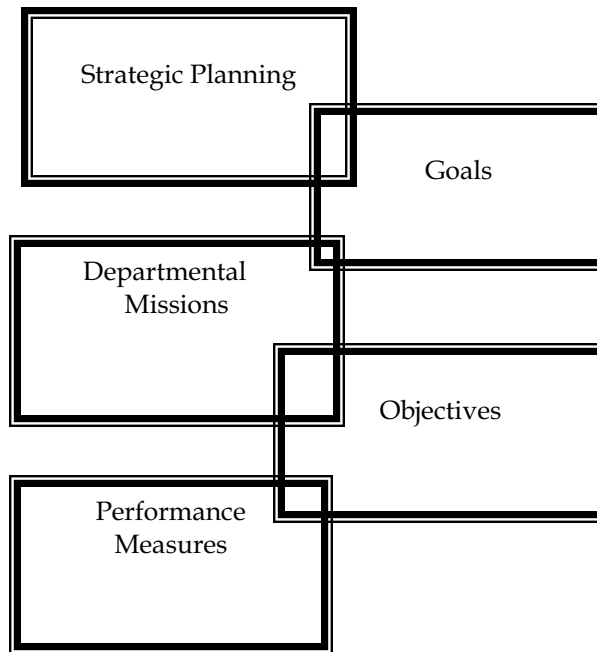 Strategic Planning
Goals
Departmental
Missions
Objectives
Performance
Measures